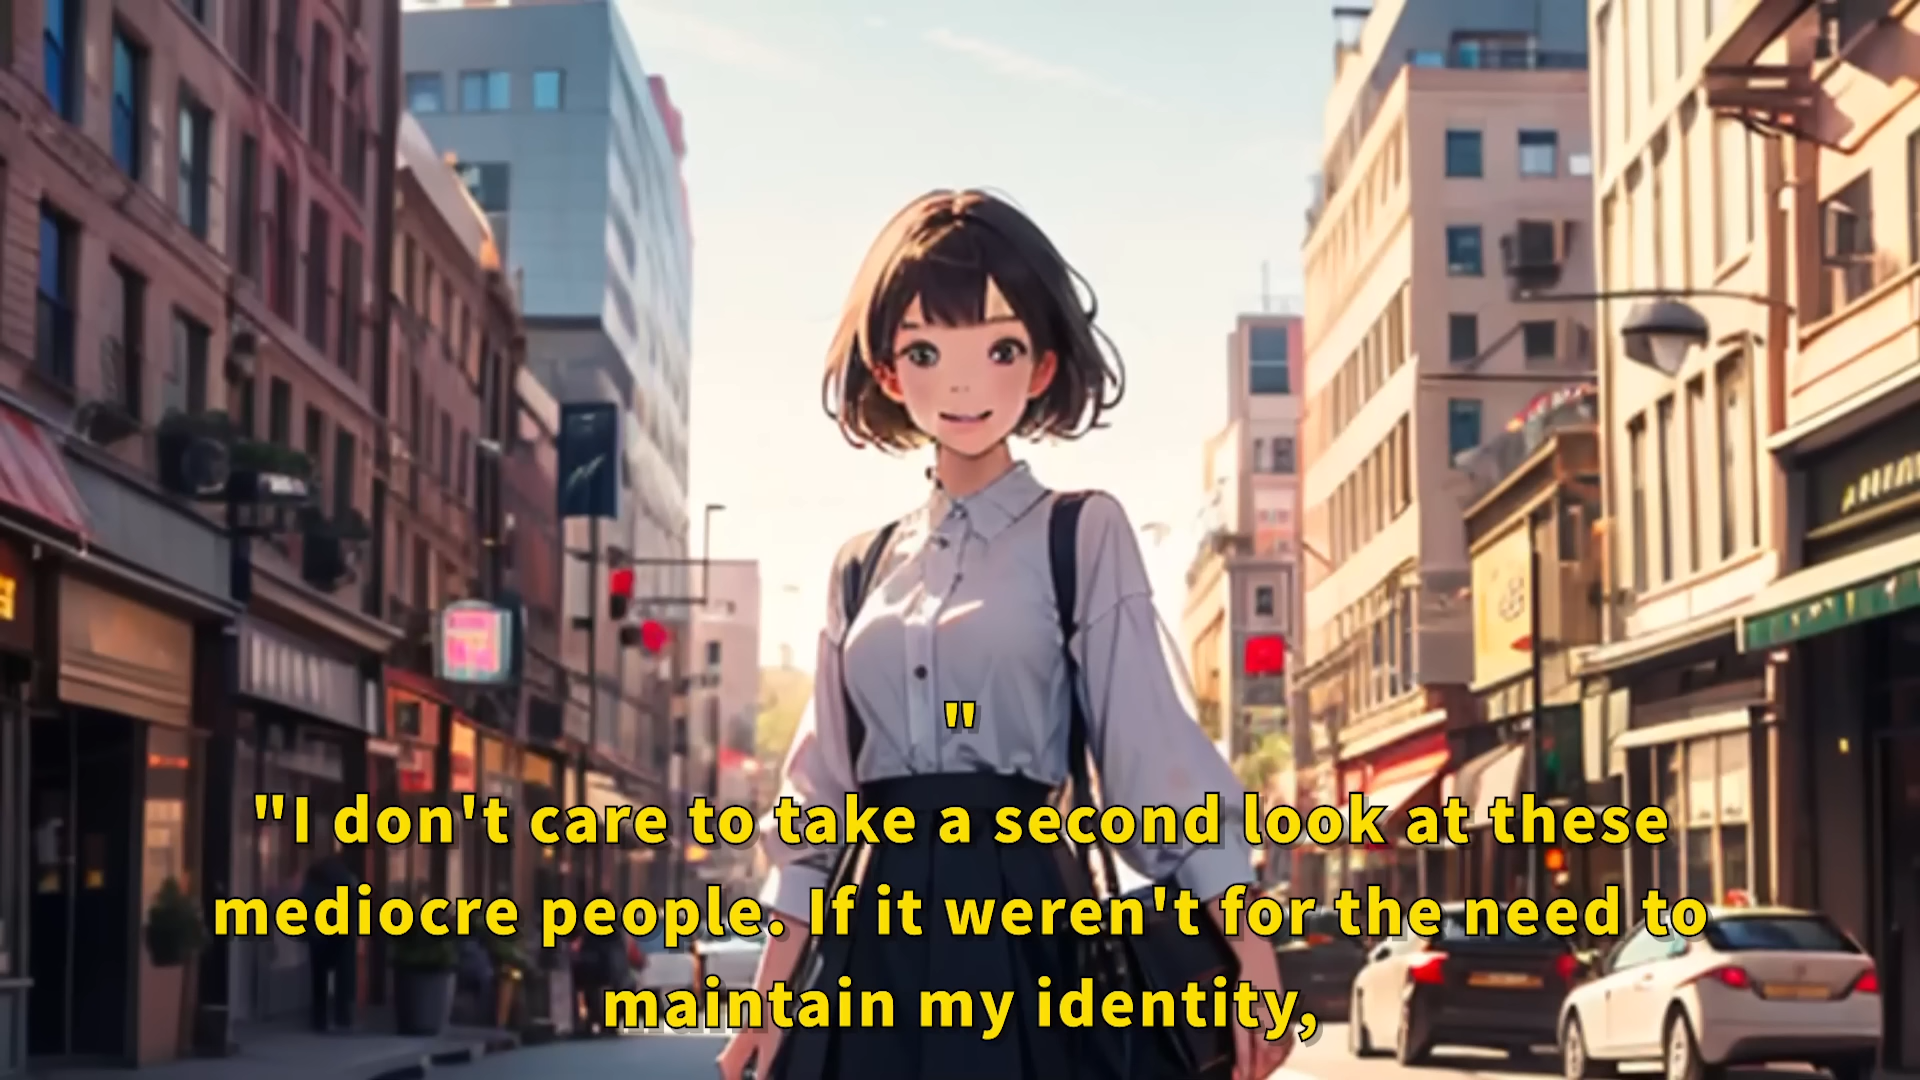 "
"I don't care to take a second look at these
mediocre people. If it weren't for the need to
maintain my identity,